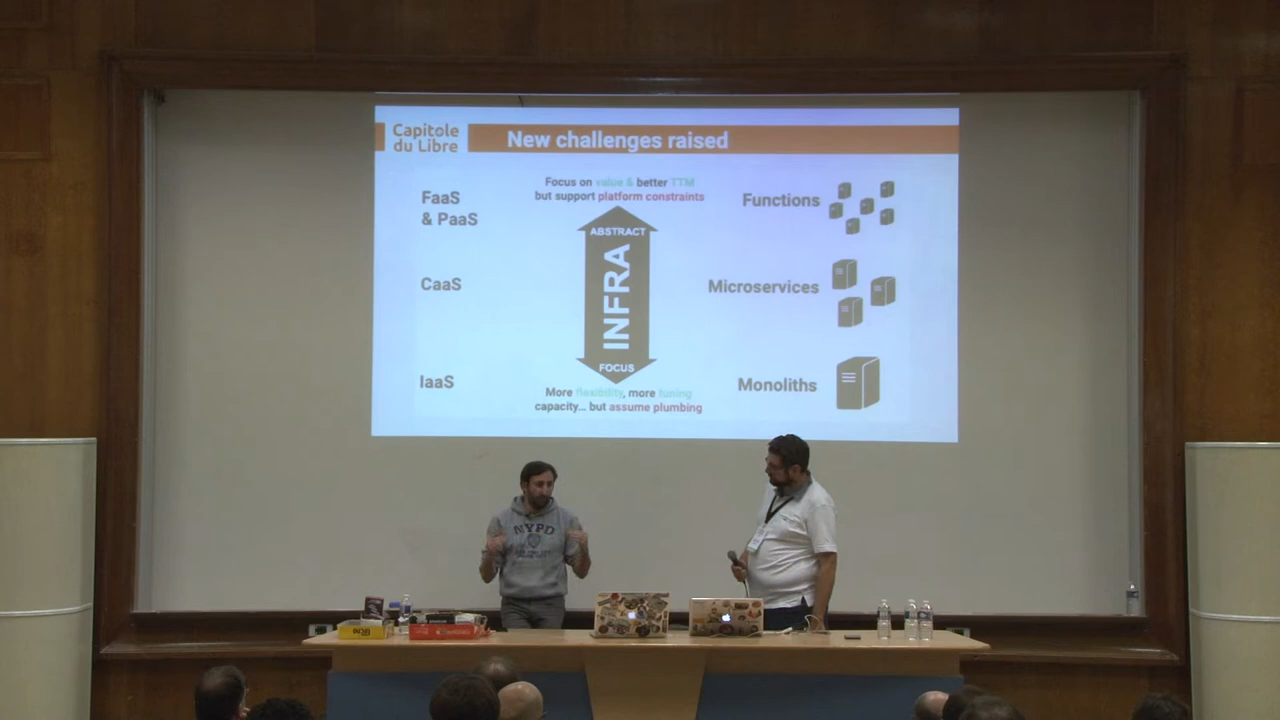 Capitole
du Libre
New challenges raised
FaaS
& PaaS
Focus on value & better TTM
but support platform constraints
Functions
ABSTRACT
INFRA
FOCUS
CaaS
Microservices
IaaS
More flexibility, more tuning
capacity... but assume plumbing
Monoliths
NYPD